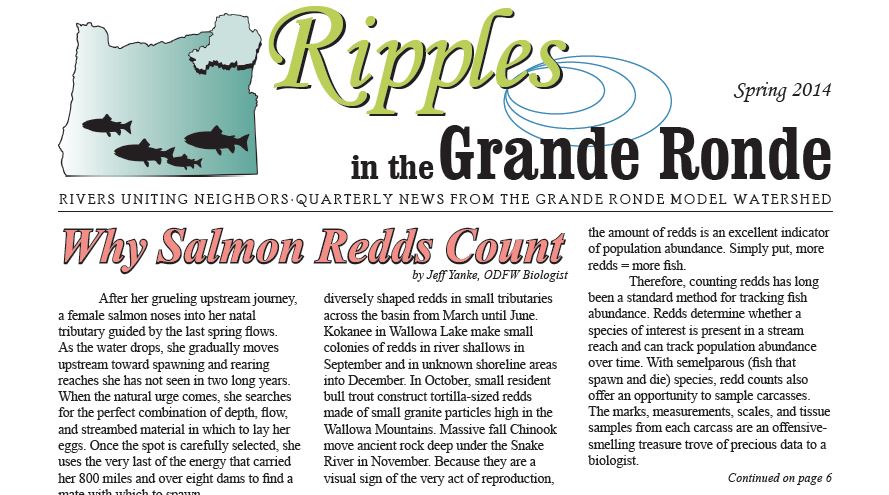 Ripples
Spring 2014
in the Grande Ronde
RIVERS UNITING NEIGHBORS·QUARTERLY NEWS FROM THE GRANDE RONDE MODEL WATERSHED
Why Salmon Redds Count
by Jeff Yanke, ODFW Biologist
After her grueling upstream journey,
a female salmon noses into her natal
tributary guided by the last spring flows.
As the water drops, she gradually moves
upstream toward spawning and rearing
reaches she has not seen in two long years.
When the natural urge comes, she searches
for the perfect combination of depth, flow,
and streambed material in which to lay her
eggs. Once the spot is carefully selected, she
uses the very last of the energy that carried
her 800 miles and over eight dams to find a
mate with which to spawn.
diversely shaped redds in small tributaries
across the basin from March until June.
Kokanee in Wallowa Lake make small
colonies of redds in river shallows in
September and in unknown shoreline areas
into December. In October, small resident
bull trout construct tortilla-sized redds
made of small granite particles high in the
Wallowa Mountains. Massive fall Chinook
move ancient rock deep under the Snake
River in November. Because they are a
visual sign of the very act of reproduction,
the amount of redds is an excellent indicator
of population abundance. Simply put, more
redds = more fish.
Therefore, counting redds has long
been a standard method for tracking fish
abundance. Redds determine whether a
species of interest is present in a stream
reach and can track population abundance
over time. With semelparous (fish that
spawn and die) species, redd counts also
offer an opportunity to sample carcasses.
The marks, measurements, scales, and tissue
samples from each carcass are an offensive-
smelling treasure trove of precious data to a
biologist.
Continued on page 6